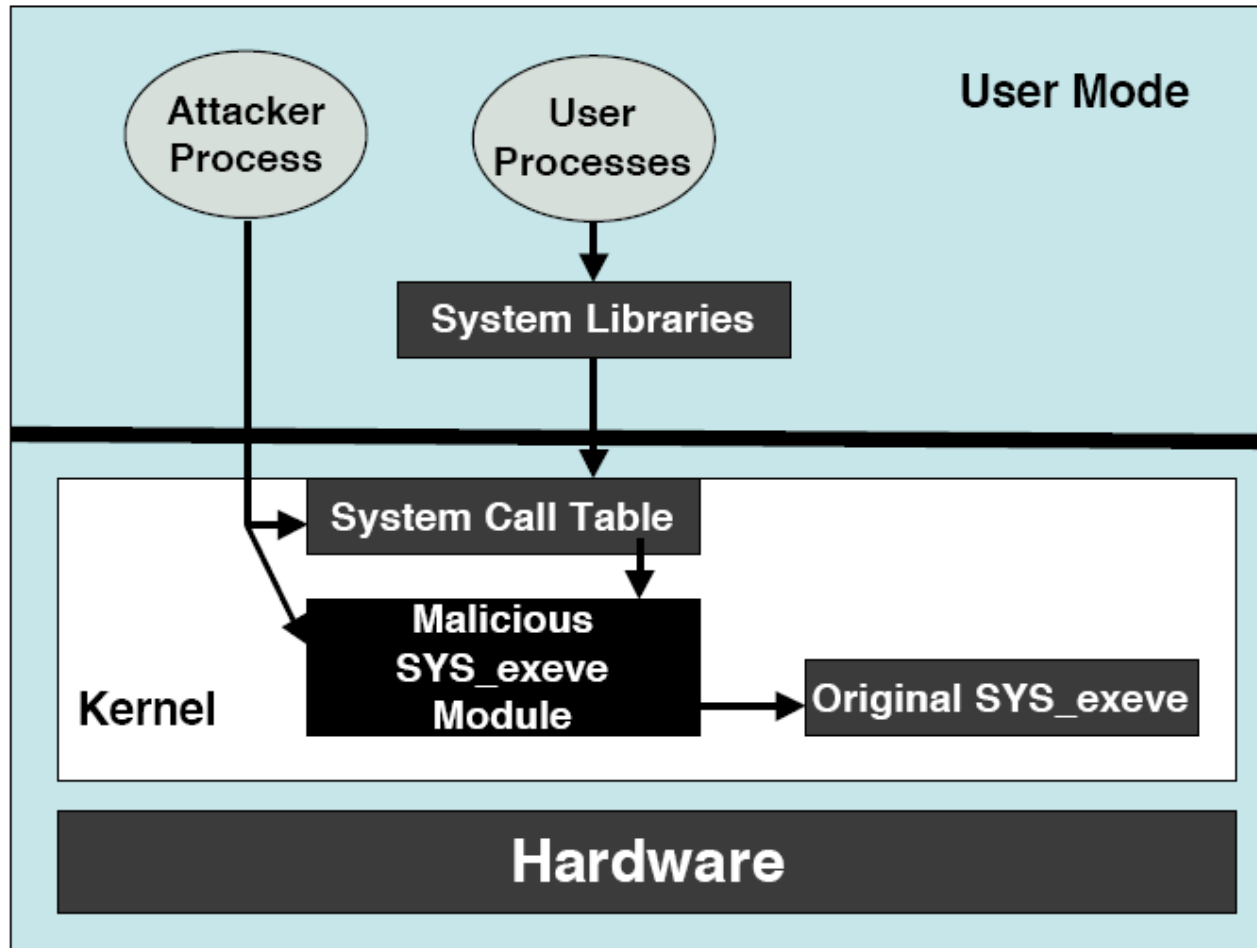 User Mode
Attacker
Process
User
Processes
System Libraries
System Call Table
Malicious
SYS_exeve
Module
Original SYS_exeve
Kernel
Hardware